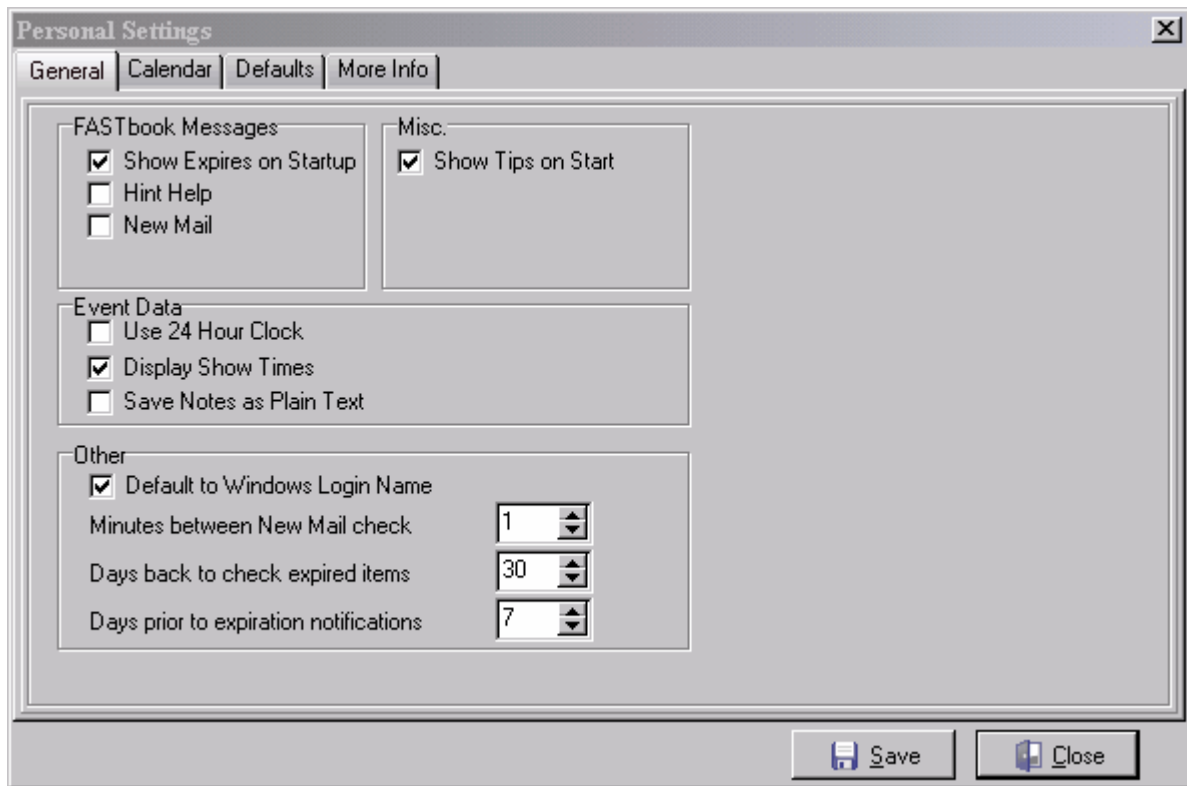 Personal Settings
General Calendar Defaults More Info
FASTbook Messages
Show Expires on Startup
Hint Help
New Mail
Misc.
Show Tips on Start
Event Data
Use 24 Hour Clock
Display Show Times
Save Notes as Plain Text
Other
Default to Windows Login Name
Minutes between New Mail check 1
Days back to check expired items 30
Days prior to expiration notifications 7
Save Close